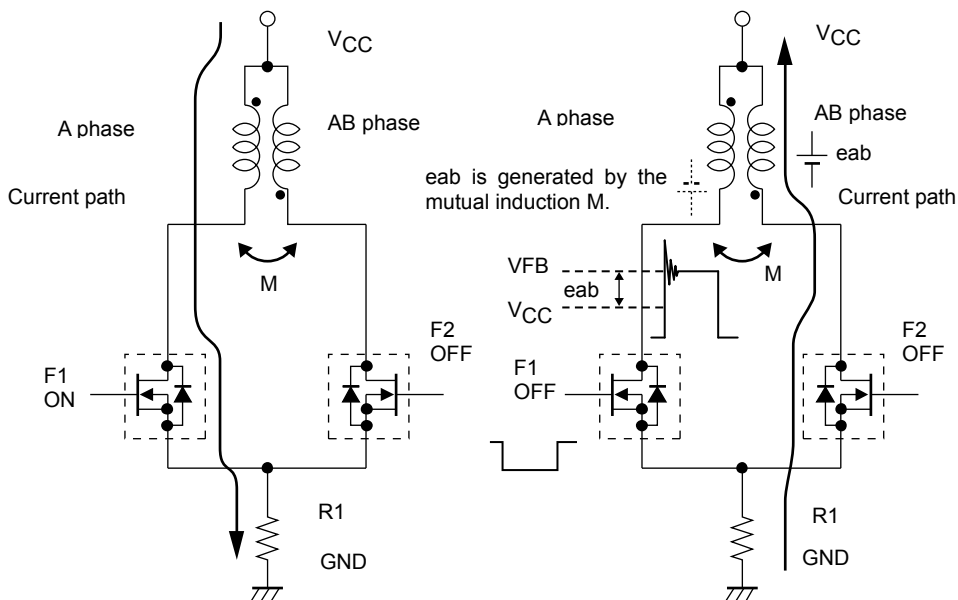 VCC
A phase
AB phase
Current path
M
F1
ON
F2
OFF
R1
GND
VCC
A phase
AB phase
eab
eab is generated by the
mutual induction M.
Current path
M
VFB
eab
VCC
F1
OFF
F2
OFF
R1
GND